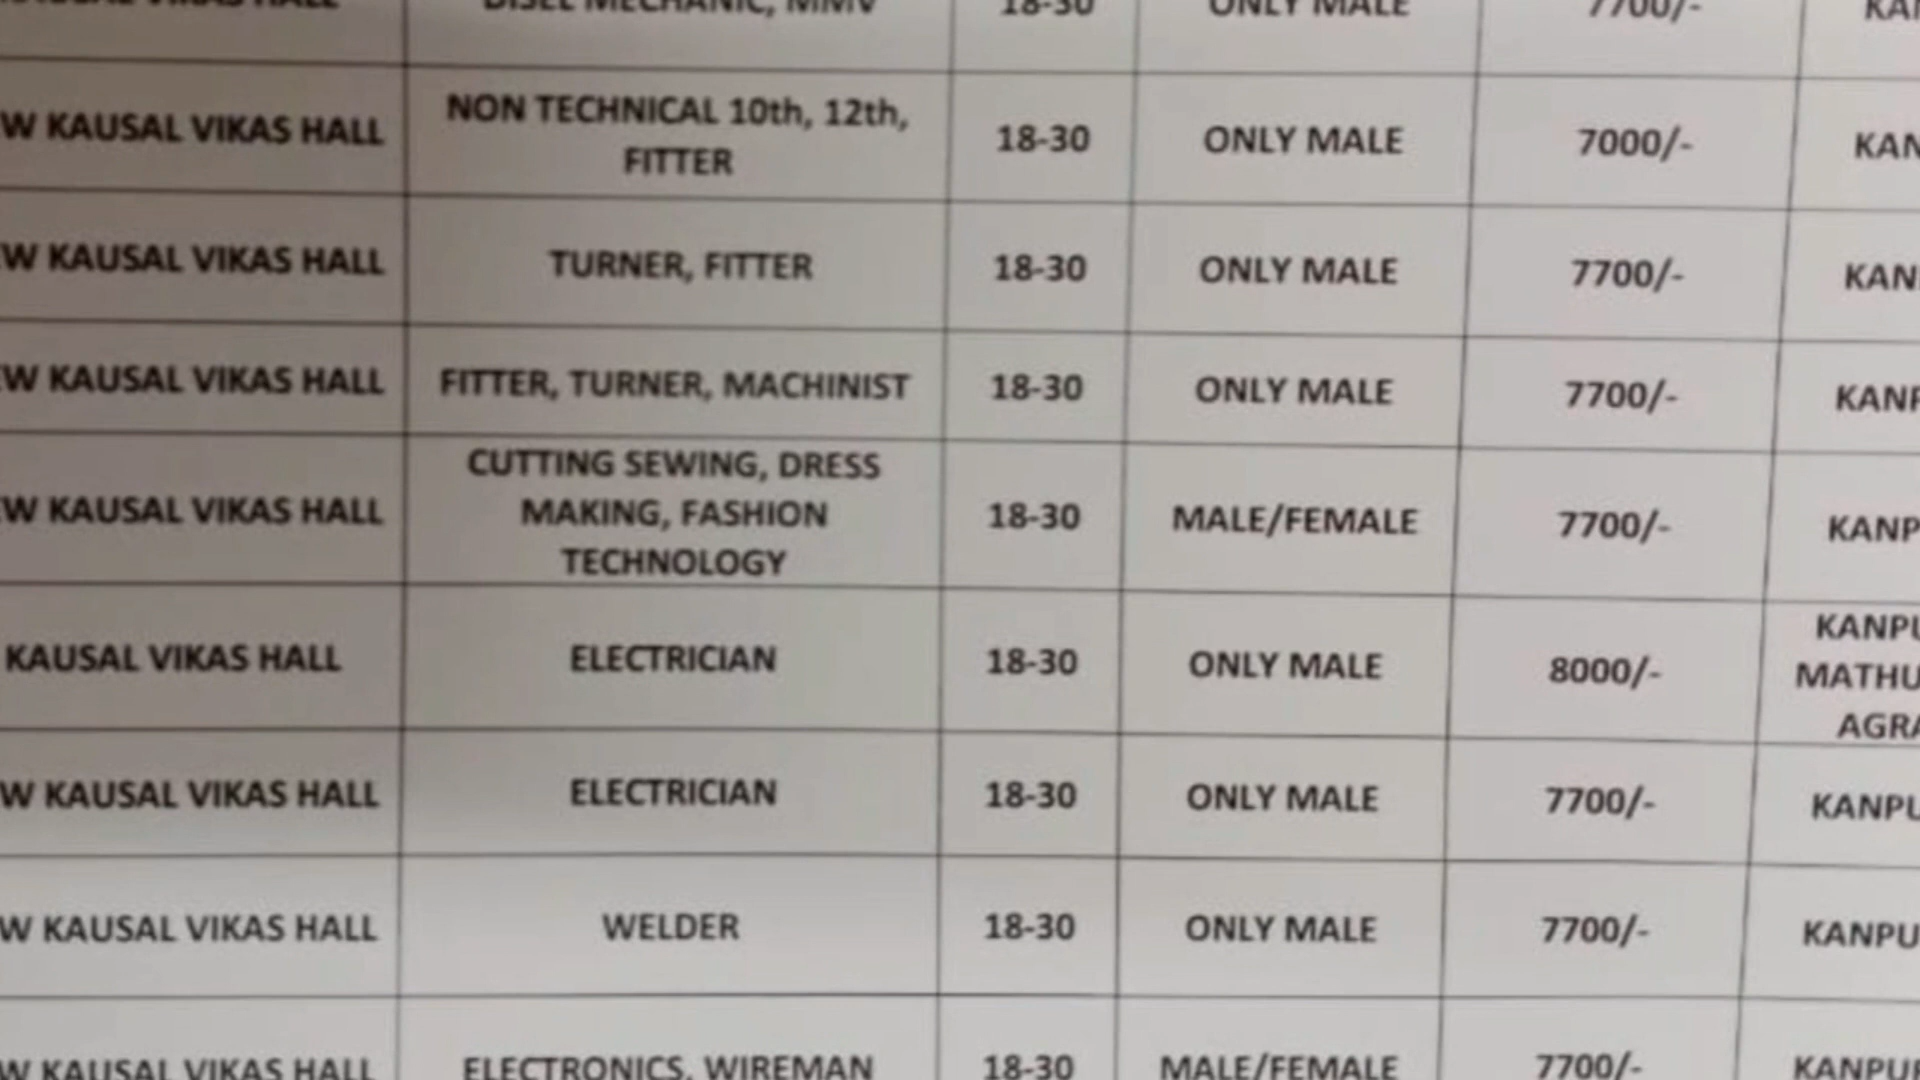 DISEL MECHANIC, MMV 18-30 ONLY MALE 7700/-
W KAUSAL VIKAS HALL NON TECHNICAL 10th, 12th, FITTER 18-30 ONLY MALE 7000/- KAN
W KAUSAL VIKAS HALL TURNER, FITTER 18-30 ONLY MALE 7700/- KAN
EW KAUSAL VIKAS HALL FITTER, TURNER, MACHINIST 18-30 ONLY MALE 7700/- KANP
EW KAUSAL VIKAS HALL CUTTING SEWING, DRESS MAKING, FASHION TECHNOLOGY 18-30 MALE/FEMALE 7700/- KANP
KAUSAL VIKAS HALL ELECTRICIAN 18-30 ONLY MALE 8000/- KANPU MATHU AGRA
W KAUSAL VIKAS HALL ELECTRICIAN 18-30 ONLY MALE 7700/- KANPU
W KAUSAL VIKAS HALL WELDER 18-30 ONLY MALE 7700/- KANPU
W KAUSAL VIKAS HALL ELECTRONICS, WIREMAN 18-30 MALE/FEMALE 7700/- KANPUR